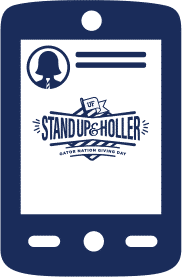 UF
STAND UP & HOLLER
GATOR NATION GIVING DAY